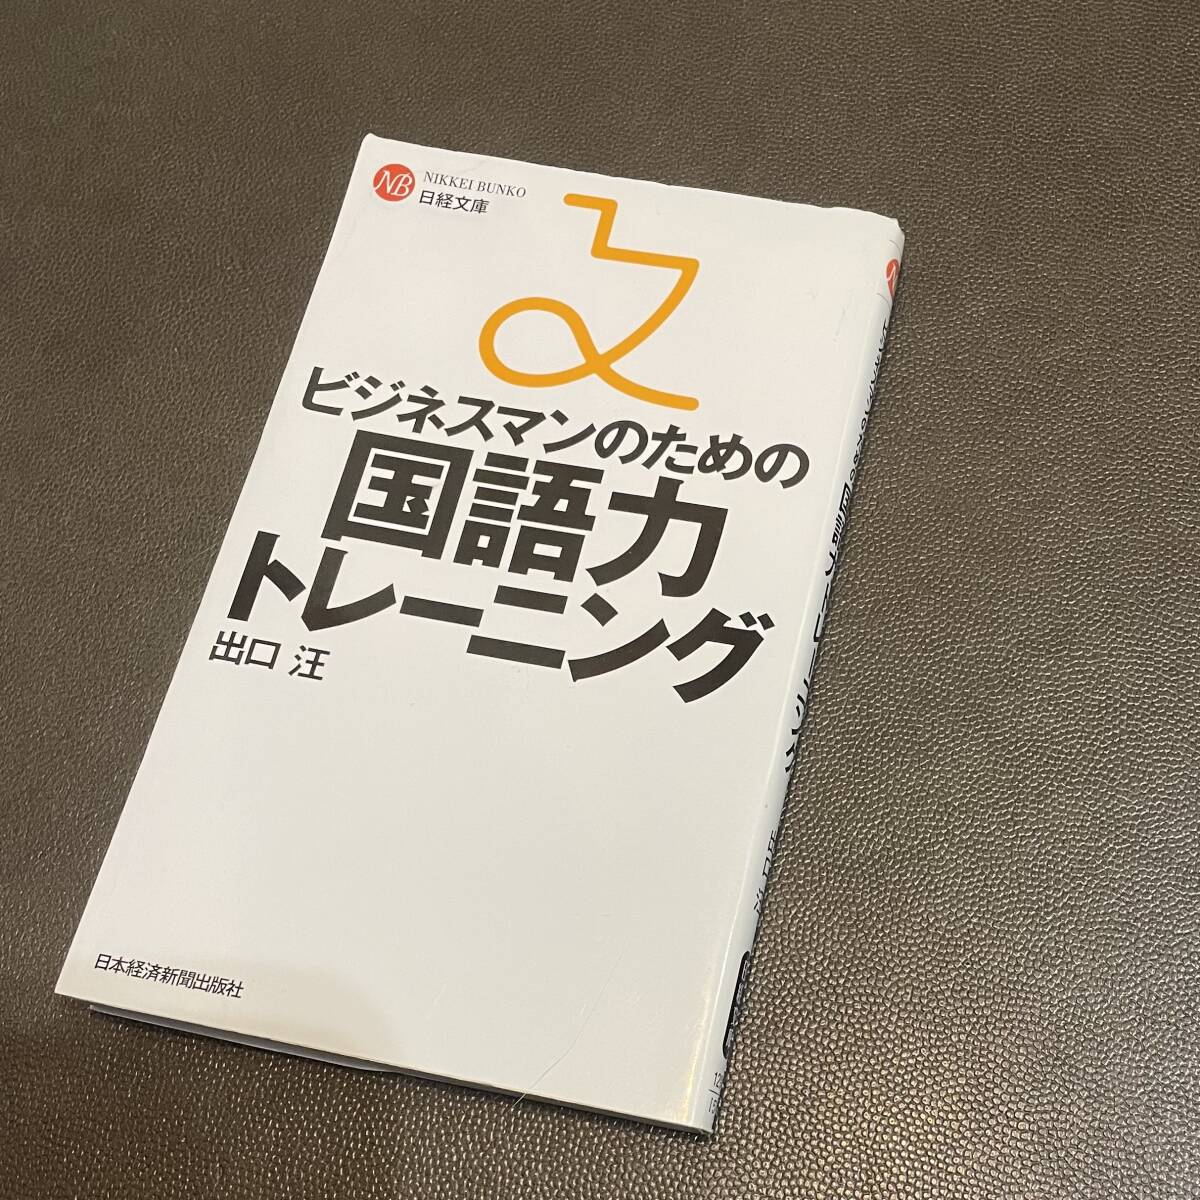 NB
NIKKEI BUNKO
日経文庫
ビジネスマンのための
国語力
トレーニング
出口 汪
日本経済新聞出版社